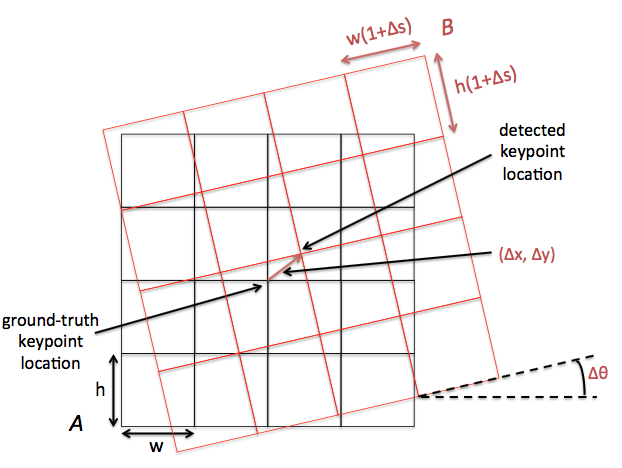 w(1+Δs)
B
h(1+Δs)
detected
keypoint
location
(Δx, Δy)
ground-truth
keypoint
location
Δθ
h
A
w